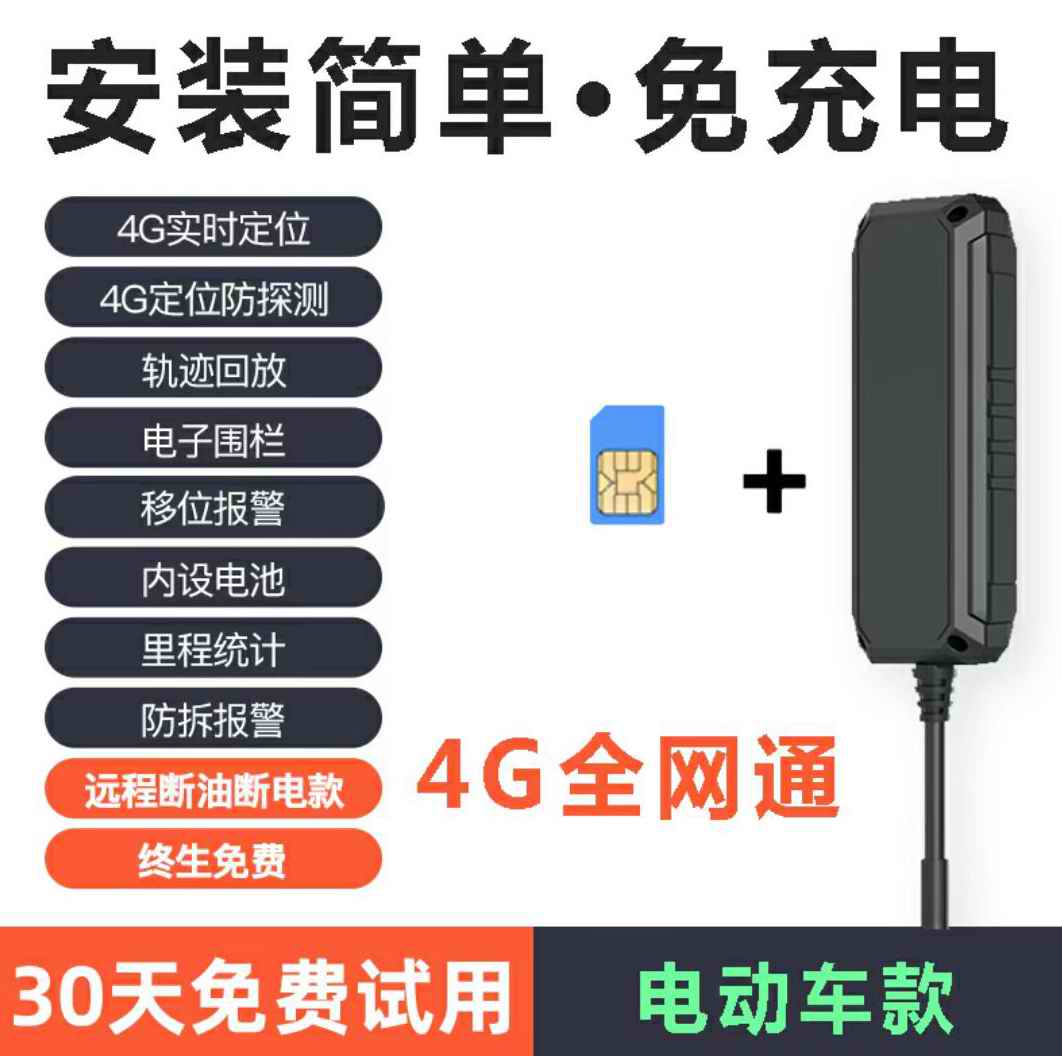 安装简单·免充电
4G实时定位
4G定位防探测
轨迹回放
电子围栏
移位报警
内设电池
里程统计
防拆报警
远程断油断电款
终生免费
4G全网通
30天免费试用
电动车款